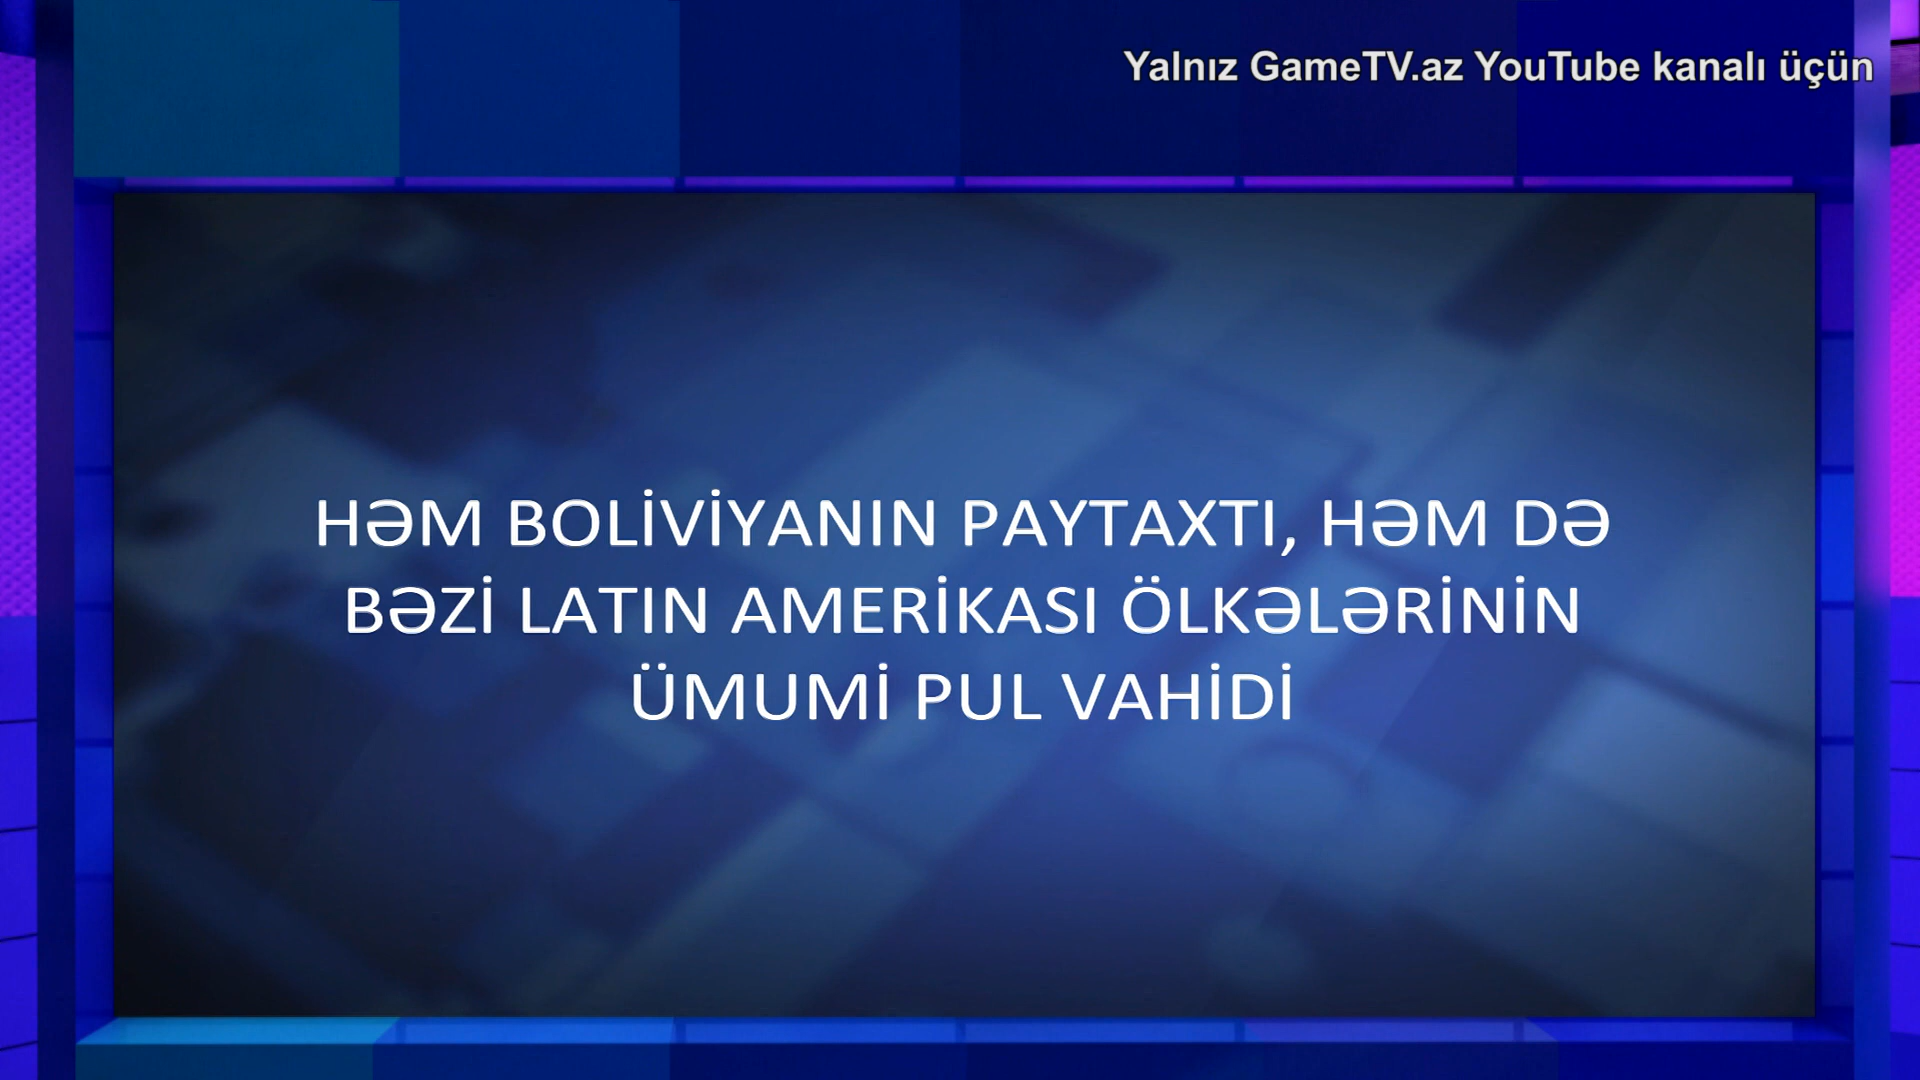 Yalnız GameTV.az YouTube kanalı üçün
HƏM BOLİVİYANIN PAYTAXTI, HƏM DƏ
BƏZİ LATIN AMERİKASI ÖLKƏLƏRİNİN
ÜMUMİ PUL VAHİDİ